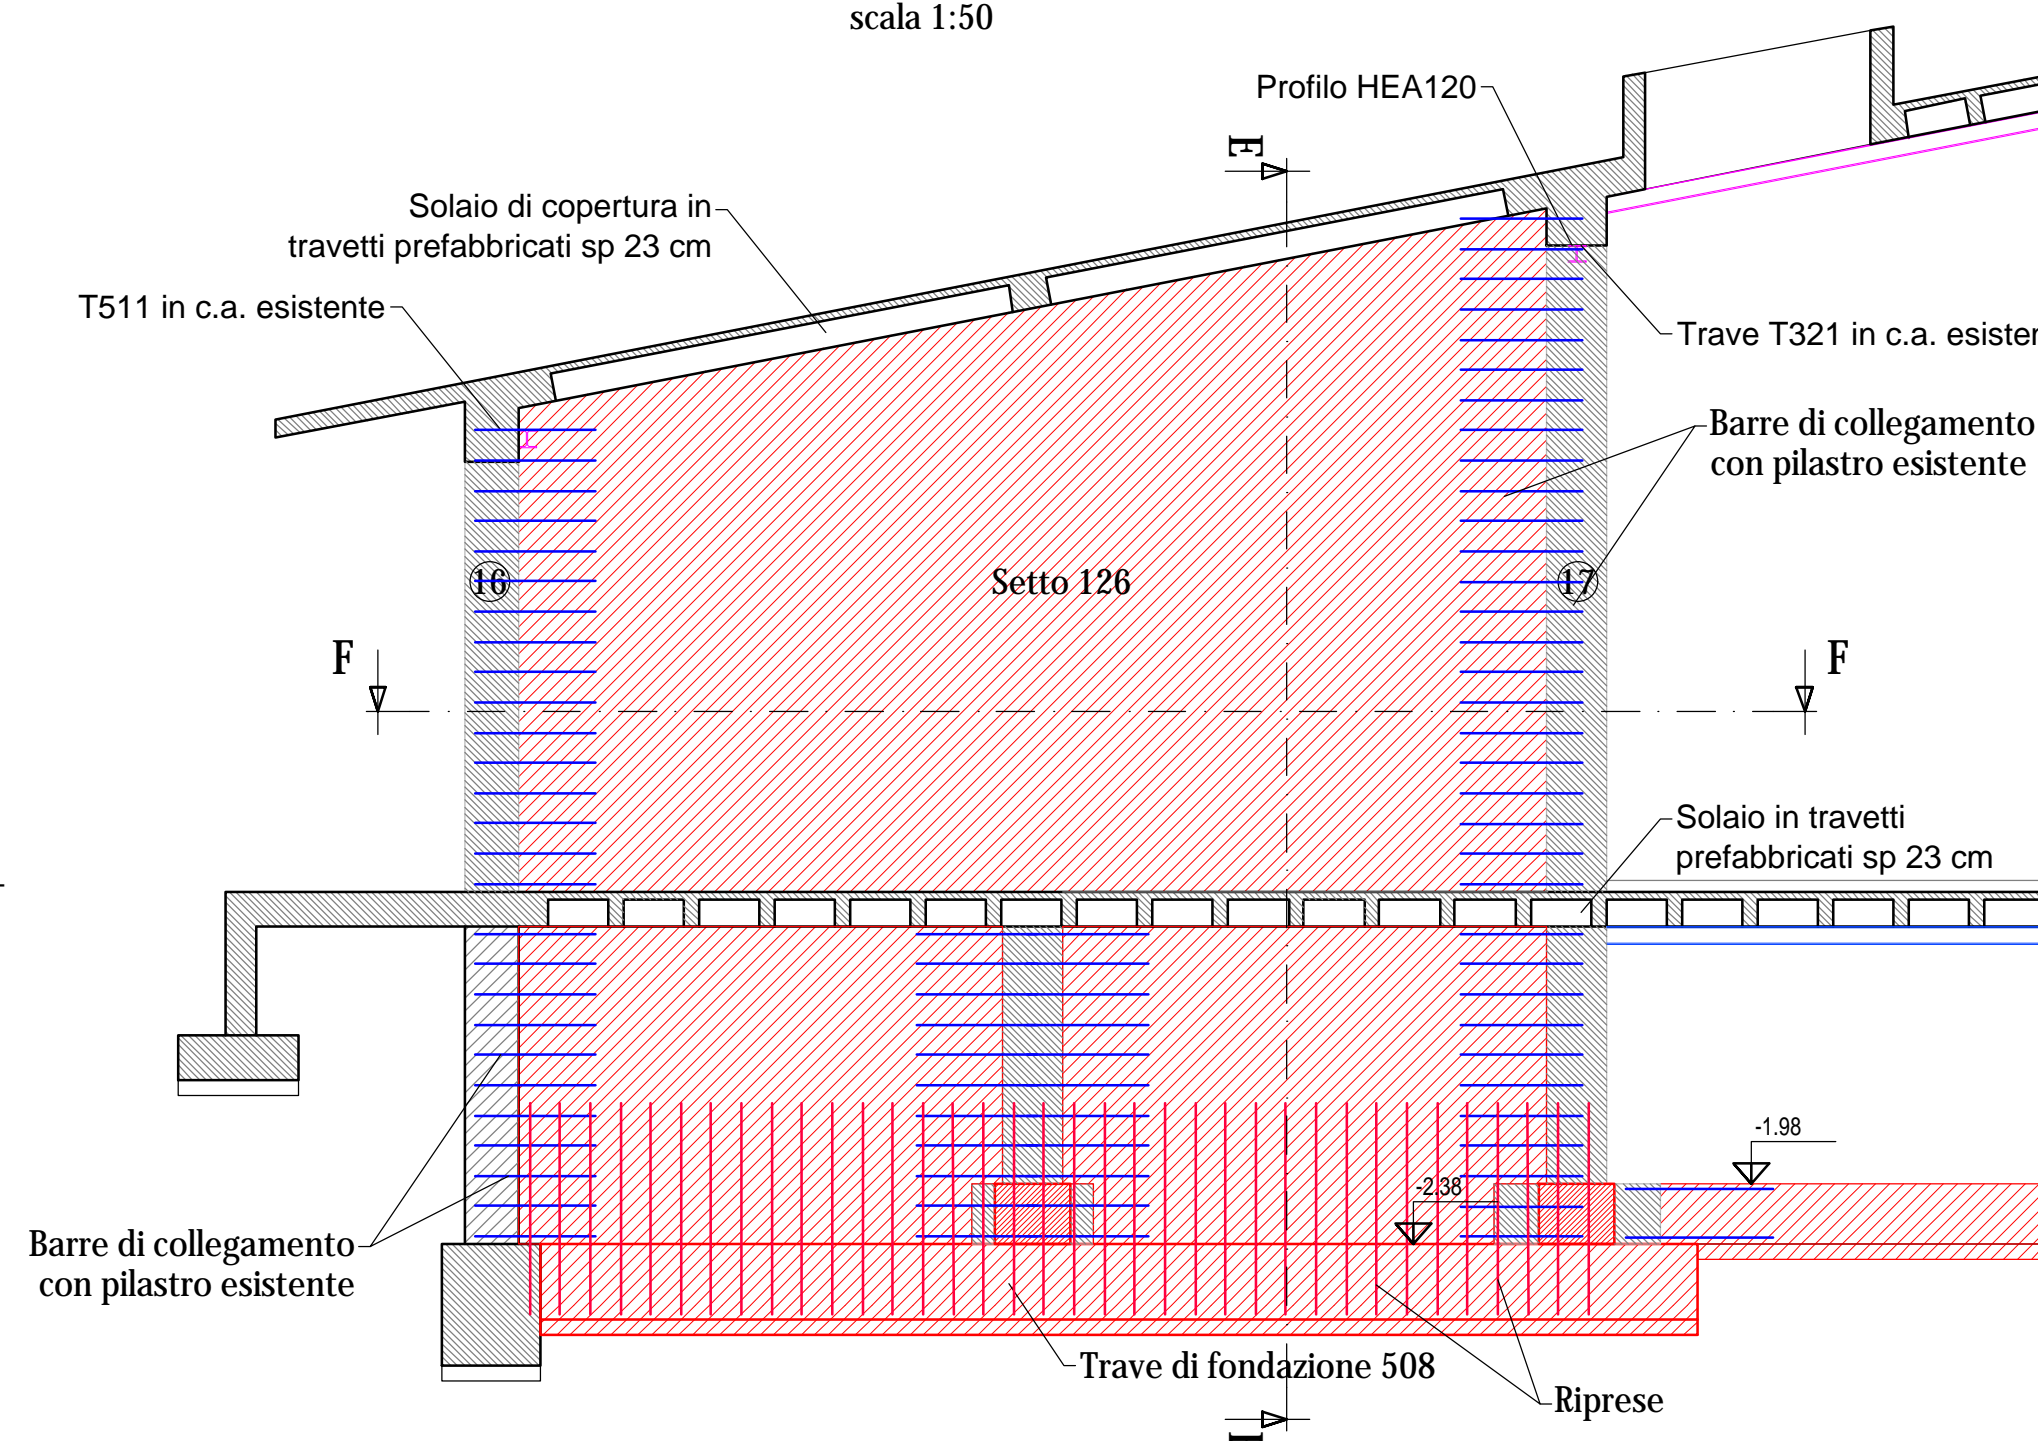 scala 1:50
Profilo HEA120
E
Solaio di copertura in
travetti prefabbricati sp 23 cm
T511 in c.a. esistente
Trave T321 in c.a.
Barre di collegamento
con pilastro esistente
16
Setto 126
17
F
F
Solaio in travetti
prefabbricati sp 23 cm
-1.98
-2.38
Barre di collegamento
con pilastro esistente
Trave di fondazione 508
Riprese